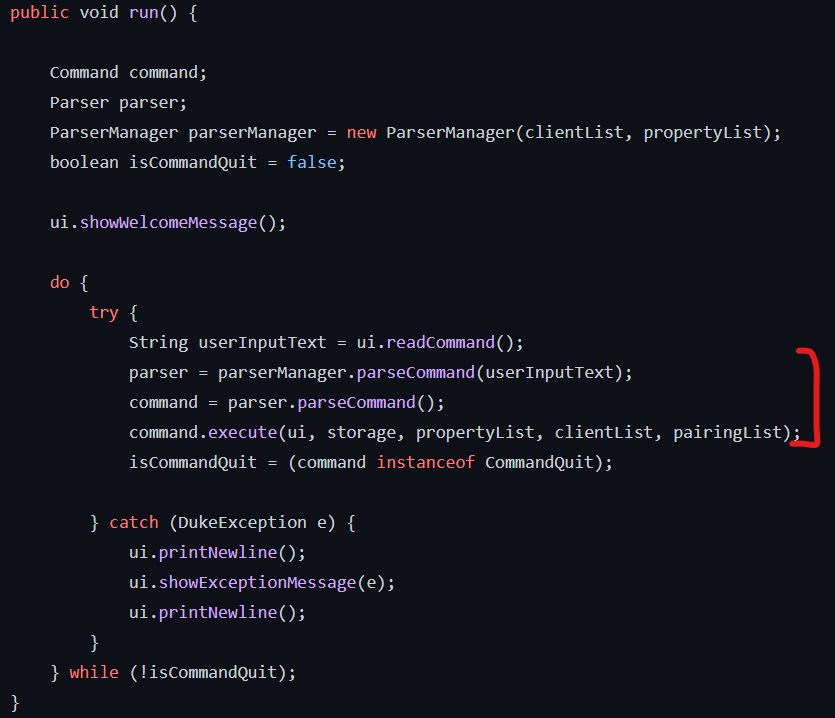 public void run() {
Command command;
Parser parser;
ParserManager parserManager = new ParserManager(clientList, propertyList);
boolean isCommandQuit = false;
ui.showWelcomeMessage();
do {
try {
String userInputText = ui.readCommand();
parser = parserManager.parseCommand(userInputText);
command = parser.parseCommand();
command.execute(ui, storage, propertyList, clientList, pairingList);
isCommandQuit = (command instanceof CommandQuit);
} catch (DukeException e) {
ui.printNewline();
ui.showExceptionMessage(e);
ui.printNewline();
}
} while (!isCommandQuit);
}